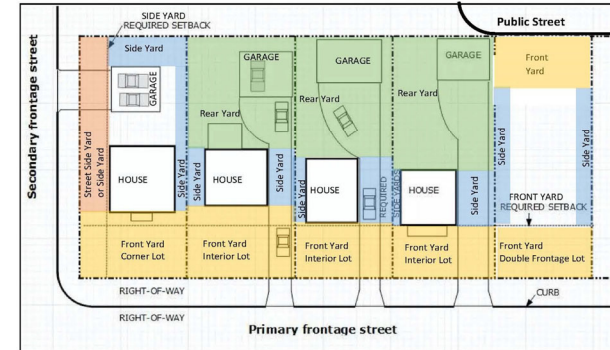 SIDE YARD
REQUIRED SETBACK
Public Street
Side Yard
GARAGE
GARAGE
GARAGE
GARAGE
Front
Yard
Secondary frontage street
Rear Yard
Rear Yard
Rear Yard
Street Side Yard
or Side Yard
HOUSE
Side Yard
Side Yard
HOUSE
Side Yard
Side Yard
HOUSE
REQUIRED
SIDE YARDS
HOUSE
Side Yard
Side Yard
Side Yard
FRONT YARD
REQUIRED SETBACK
Front Yard
Corner Lot
Front Yard
Interior Lot
Front Yard
Interior Lot
Front Yard
Interior Lot
Front Yard
Double Frontage Lot
RIGHT-OF-WAY
CURB
RIGHT-OF-WAY
Primary frontage street